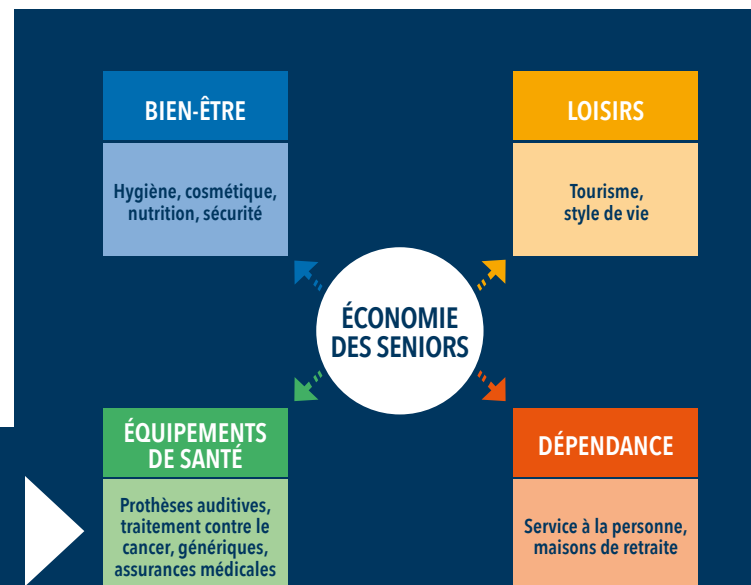 BIEN-ÊTRE
Hygiène, cosmétique,
nutrition, sécurité
LOISIRS
Tourisme,
style de vie
ÉCONOMIE
DES SENIORS
ÉQUIPEMENTS
DE SANTÉ
Prothèses auditives,
traitement contre le
cancer, génériques,
assurances médicales
DÉPENDANCE
Service à la personne,
maisons de retraite